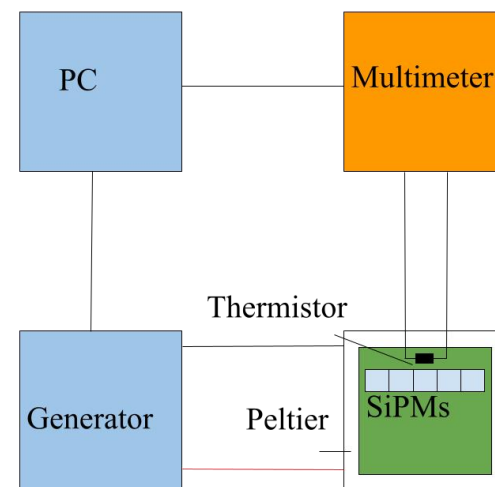 PC
Multimeter
Thermistor
Generator
Peltier
SiPMs